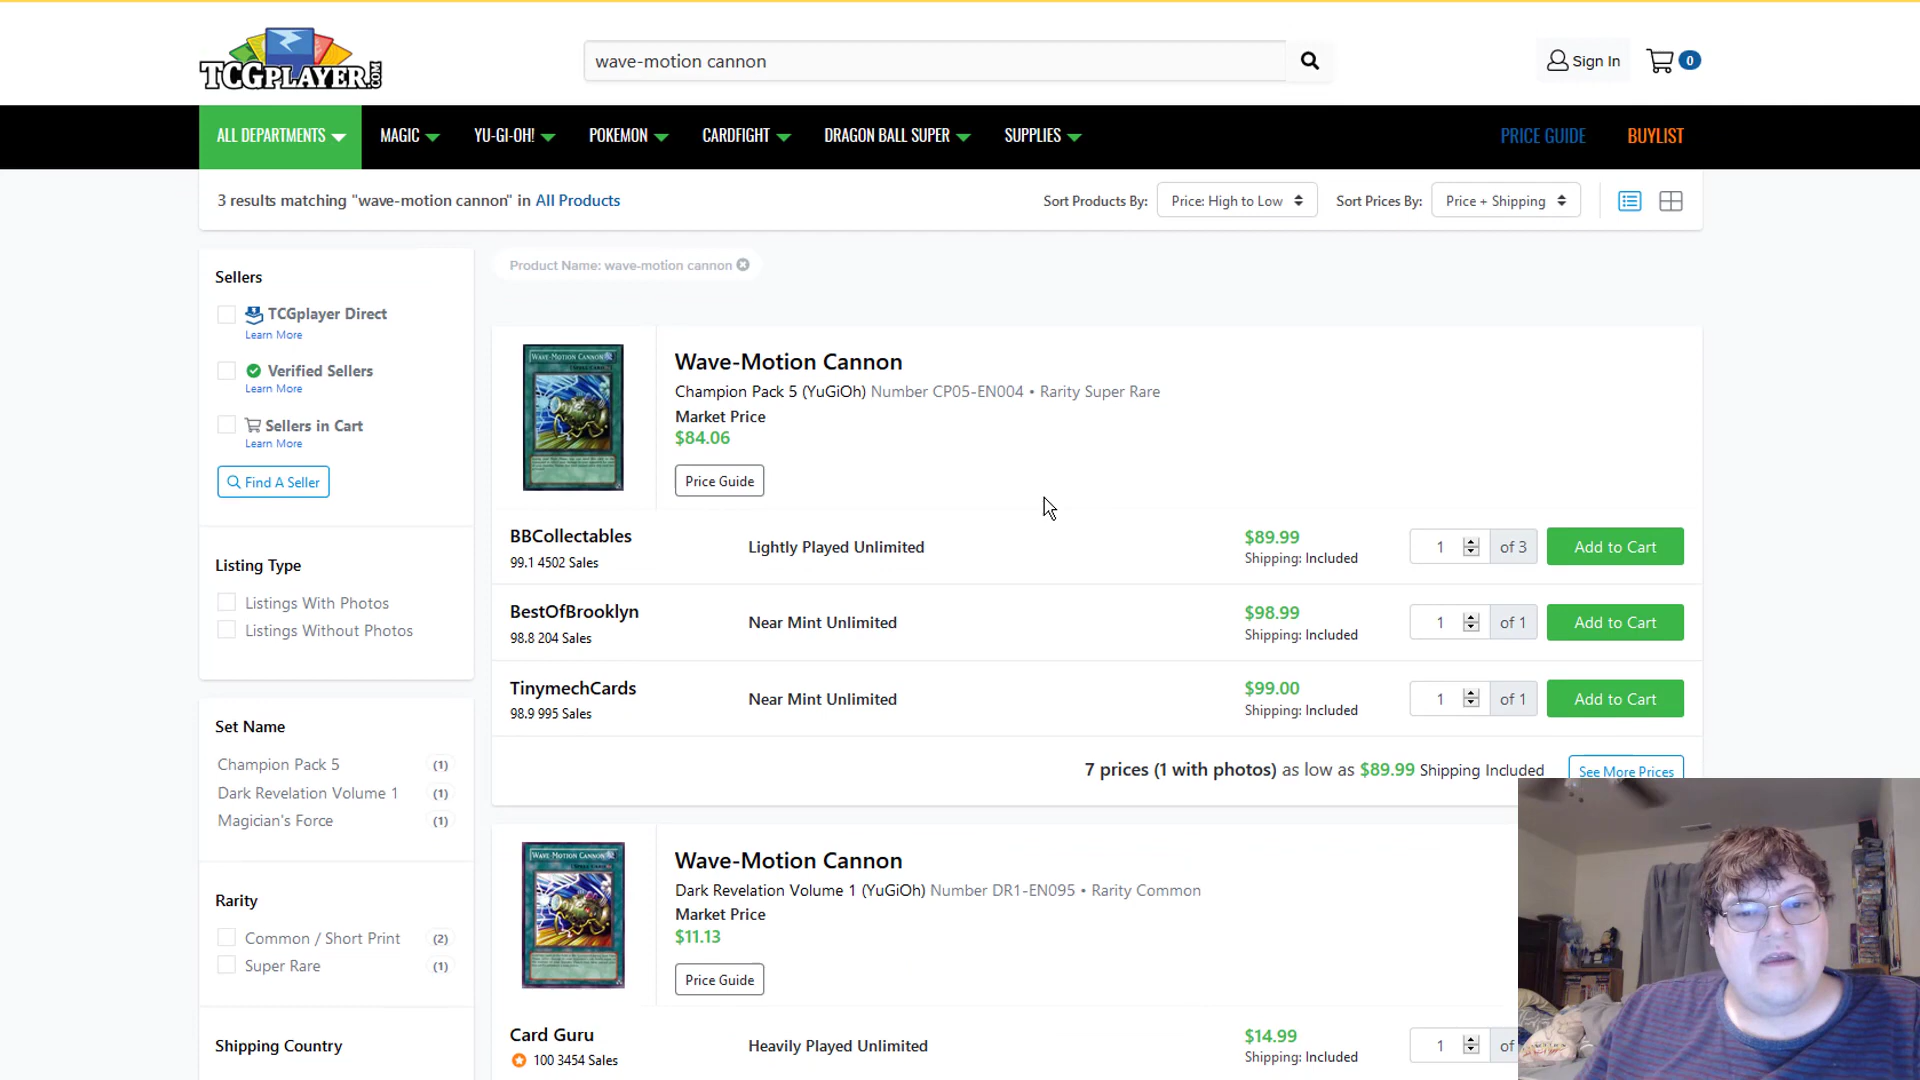 TCGPLAYER.COM
wave-motion cannon
Sign In
0
ALL DEPARTMENTS
MAGIC
YU-GI-OH!
POKEMON
CARDFIGHT
DRAGON BALL SUPER
SUPPLIES
PRICE GUIDE
BUYLIST
3 results matching "wave-motion cannon" in All Products
Sort Products By:
Price: High to Low
Sort Prices By:
Price + Shipping
Product Name: wave-motion cannon
Sellers
TCGplayer Direct
Learn More
Verified Sellers
Learn More
Sellers in Cart
Learn More
Find A Seller
Listing Type
Listings With Photos
Listings Without Photos
Set Name
Champion Pack 5 (1)
Dark Revelation Volume 1 (1)
Magician's Force (1)
Rarity
Common / Short Print (2)
Super Rare (1)
Shipping Country
WAVE-MOTION CANNON
Wave-Motion Cannon
Champion Pack 5 (YuGiOh) Number CP05-EN004 • Rarity Super Rare
Market Price
$84.06
Price Guide
BBCollectables
99.1 4502 Sales
Lightly Played Unlimited
$89.99
Shipping: Included
1 of 3
Add to Cart
BestOfBrooklyn
98.8 204 Sales
Near Mint Unlimited
$98.99
Shipping: Included
1 of 1
Add to Cart
TinymechCards
98.9 995 Sales
Near Mint Unlimited
$99.00
Shipping: Included
1 of 1
Add to Cart
7 prices (1 with photos) as low as $89.99 Shipping Included
See More Prices
WAVE-MOTION CANNON
Wave-Motion Cannon
Dark Revelation Volume 1 (YuGiOh) Number DR1-EN095 • Rarity Common
Market Price
$11.13
Price Guide
Card Guru
100 3454 Sales
Heavily Played Unlimited
$14.99
Shipping: Included
1 of